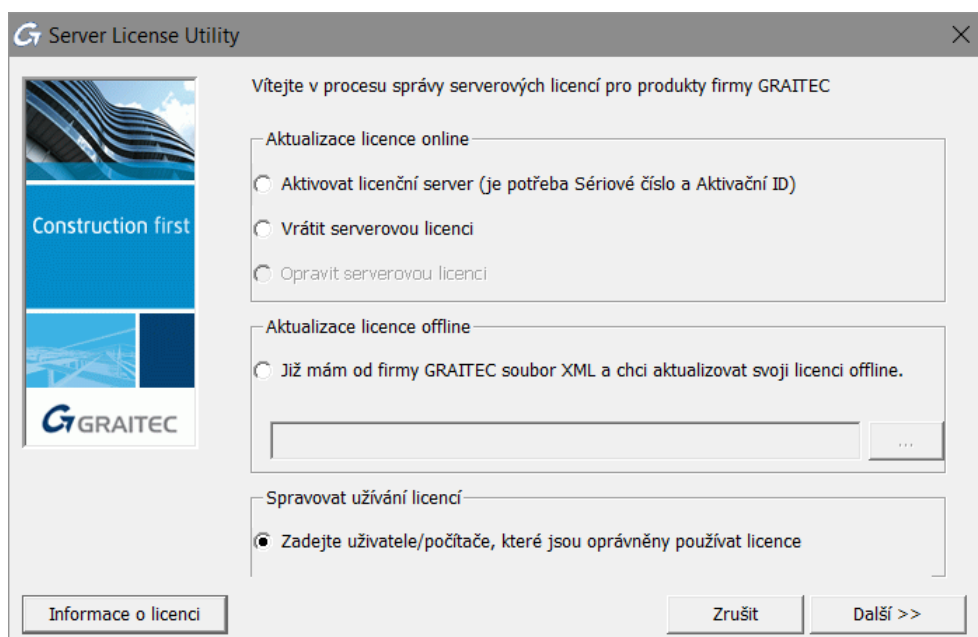 Server License Utility
Vítejte v procesu správy serverových licencí pro produkty firmy GRAITEC
Aktualizace licence online
Aktivovat licenční server (je potřeba Sériové číslo a Aktivační ID)
Construction first
Vrátit serverovou licenci
Opravit serverovou licenci
Aktualizace licence offline
Již mám od firmy GRAITEC soubor XML a chci aktualizovat svoji licenci offline.
GRAITEC
...
Spravovat užívání licencí
Zadejte uživatele/počítače, které jsou oprávněny používat licence
Informace o licenci
Zrušit
Další >>